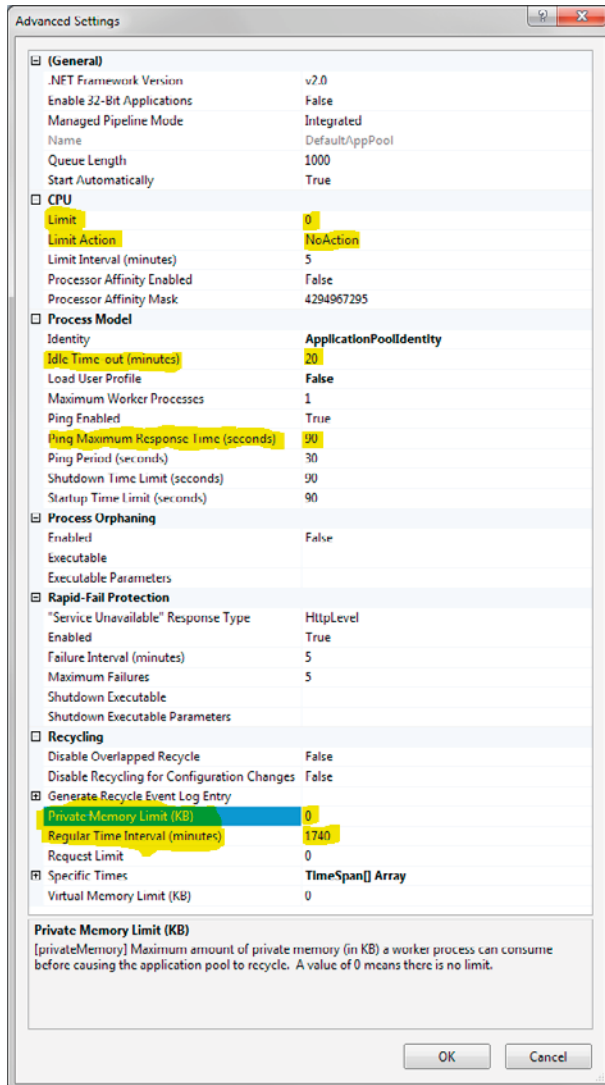 Advanced Settings
(General)
.NET Framework Version v2.0
Enable 32-Bit Applications False
Managed Pipeline Mode Integrated
Name DefaultAppPool
Queue Length 1000
Start Automatically True
CPU
Limit 0
Limit Action NoAction
Limit Interval (minutes) 5
Processor Affinity Enabled False
Processor Affinity Mask 4294967295
Process Model
Identity ApplicationPoolIdentity
Idle Time-out (minutes) 20
Load User Profile False
Maximum Worker Processes 1
Ping Enabled True
Ping Maximum Response Time (seconds) 90
Ping Period (seconds) 30
Shutdown Time Limit (seconds) 90
Startup Time Limit (seconds) 90
Process Orphaning
Enabled False
Executable
Executable Parameters
Rapid-Fail Protection
"Service Unavailable" Response Type HttpLevel
Enabled True
Failure Interval (minutes) 5
Maximum Failures 5
Shutdown Executable
Shutdown Executable Parameters
Recycling
Disable Overlapped Recycle False
Disable Recycling for Configuration Changes False
Generate Recycle Event Log Entry
Private Memory Limit (KB) 0
Regular Time Interval (minutes) 1740
Request Limit 0
Specific Times TimeSpan[] Array
Virtual Memory Limit (KB) 0
Private Memory Limit (KB)
[privateMemory] Maximum amount of private memory (in KB) a worker process can consume
before causing the application pool to recycle. A value of 0 means there is no limit.
OK Cancel